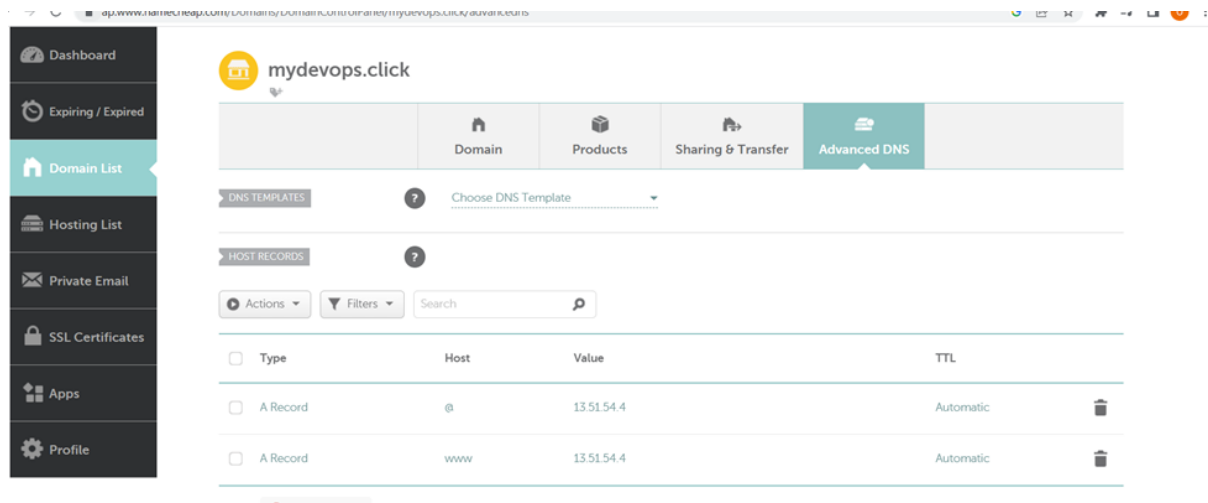 ap.www.namecheap.com/Domains/DomainControlPanel/mydevops.click/advancedns
Dashboard
Expiring / Expired
Domain List
Hosting List
Private Email
SSL Certificates
Apps
Profile
mydevops.click
Domain
Products
Sharing & Transfer
Advanced DNS
DNS TEMPLATES
?
Choose DNS Template
HOST RECORDS
?
Actions
Filters
Search
Type Host Value TTL
A Record @ 13.51.54.4 Automatic
A Record www 13.51.54.4 Automatic